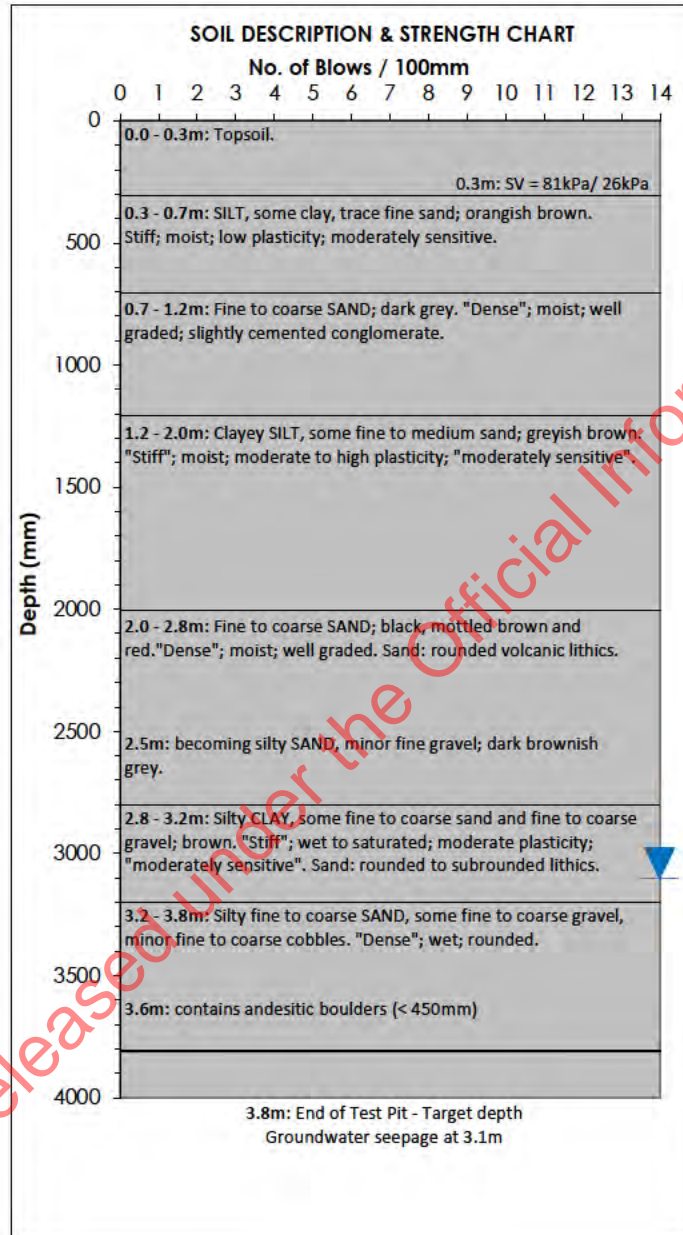 SOIL DESCRIPTION & STRENGTH CHART
No. of Blows / 100mm
0 1 2 3 4 5 6 7 8 9 10 11 12 13 14
0
0.0 - 0.3m: Topsoil.
0.3m: SV = 81kPa/ 26kPa
0.3 - 0.7m: SILT, some clay, trace fine sand; orangish brown.
Stiff; moist; low plasticity; moderately sensitive.
500
0.7 - 1.2m: Fine to coarse SAND; dark grey. "Dense"; moist; well
graded; slightly cemented conglomerate.
1000
1.2 - 2.0m: Clayey SILT, some fine to medium sand; greyish brown.
"Stiff"; moist; moderate to high plasticity; "moderately sensitive".
1500
Depth (mm)
2000
2.0 - 2.8m: Fine to coarse SAND; black, mottled brown and
red."Dense"; moist; well graded. Sand: rounded volcanic lithics.
2500
2.5m: becoming silty SAND, minor fine gravel; dark brownish
grey.
2.8 - 3.2m: Silty CLAY, some fine to coarse sand and fine to coarse
gravel; brown. "Stiff"; wet to saturated; moderate plasticity;
3000
"moderately sensitive". Sand: rounded to subrounded lithics.
3.2 - 3.8m: Silty fine to coarse SAND, some fine to coarse gravel,
minor fine to coarse cobbles. "Dense"; wet; rounded.
3500
3.6m: contains andesitic boulders (< 450mm)
4000
3.8m: End of Test Pit - Target depth
Groundwater seepage at 3.1m
Released under the Official Infor